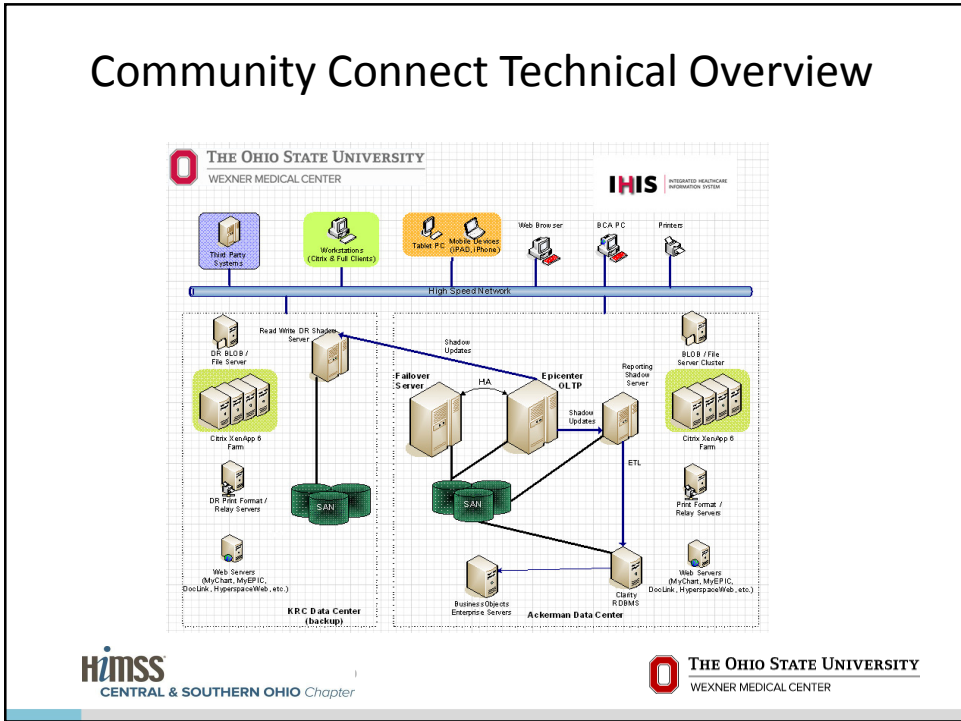 Community Connect Technical Overview
THE OHIO STATE UNIVERSITY
WEXNER MEDICAL CENTER
IHIS
INTEGRATED HEALTHCARE
INFORMATION SYSTEM
Third Party
Systems
Workstations
(Citrix & Full Clients)
Tablet PC
Mobile Devices
(iPAD, iPhone)
Web Browser
BCA PC
Printers
High Speed Network
DR BLOB /
File Server
Read Write DR Shadow
Server
Citrix XenApp 6
Farm
DR Print Format /
Relay Servers
SAN
Web Servers
(MyChart, MyEPIC,
DocLink, HyperspaceWeb, etc.)
KRC Data Center
(backup)
Shadow
Updates
Failover
Server
HA
Epicenter
OLTP
Shadow
Updates
Reporting
Shadow
Server
ETL
SAN
BusinessObjects
Enterprise Servers
Clarity
RDBMS
Ackerman Data Center
BLOB / File
Server Cluster
Citrix XenApp 6
Farm
Print Format /
Relay Servers
Web Servers
(MyChart, MyEPIC,
DocLink, HyperspaceWeb, etc.)
HiMSS
CENTRAL & SOUTHERN OHIO Chapter
THE OHIO STATE UNIVERSITY
WEXNER MEDICAL CENTER